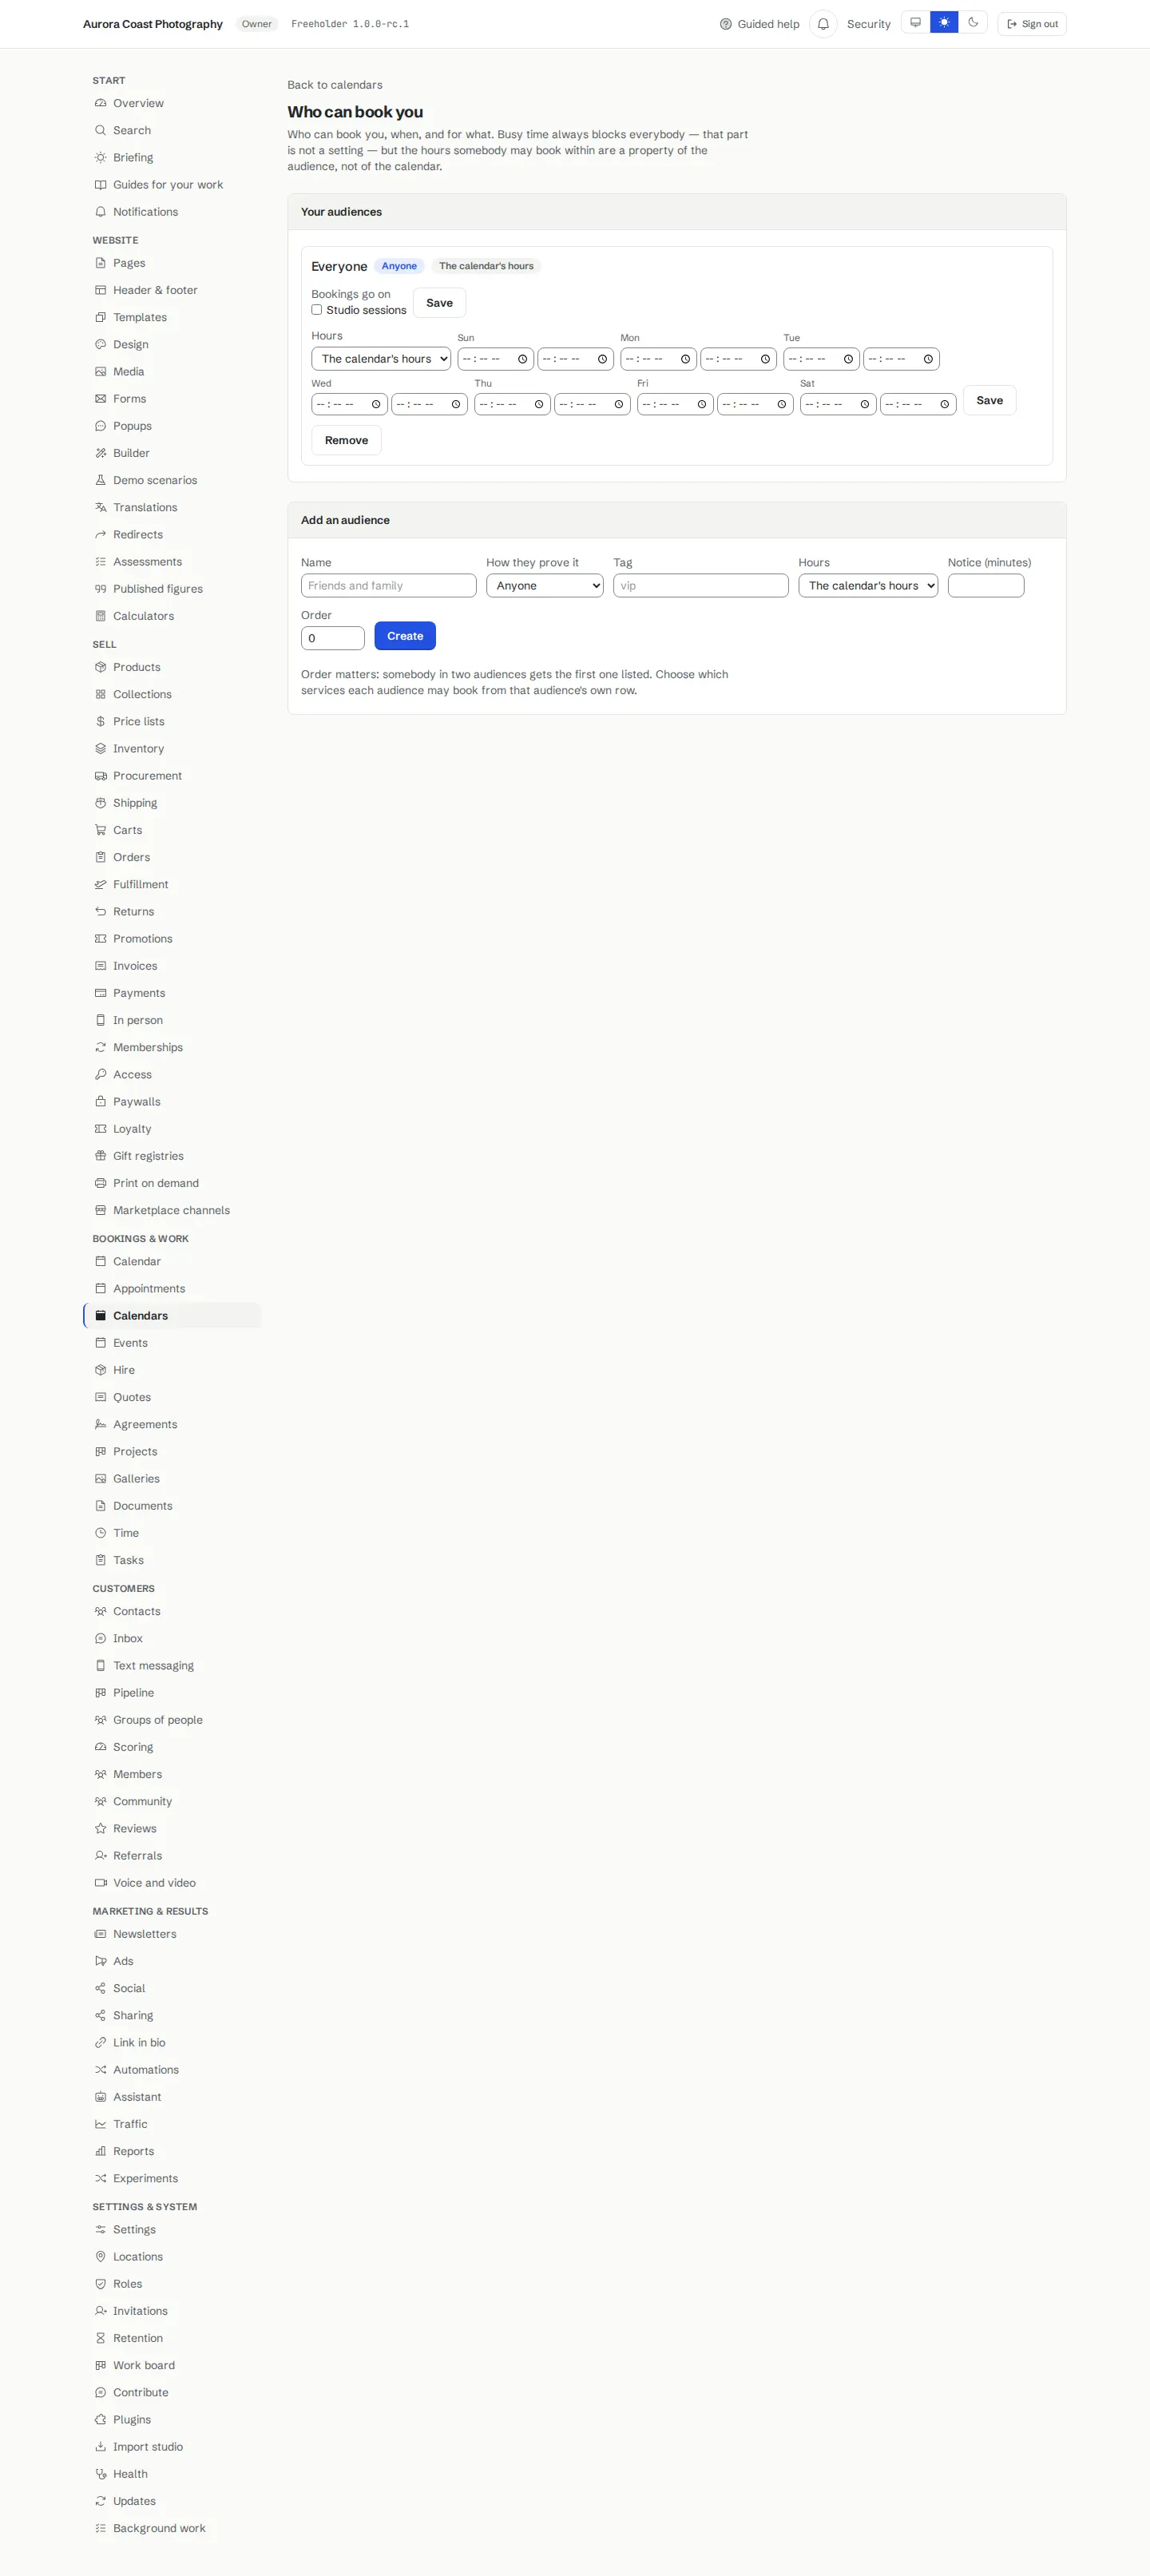 Aurora Coast Photography Owner Freeholder 1.0.0-rc.1 Guided help Security Sign out
START
Overview
Search
Briefing
Guides for your work
Notifications
WEBSITE
Pages
Header & footer
Templates
Design
Media
Forms
Popups
Builder
Demo scenarios
Translations
Redirects
Assessments
Published figures
Calculators
SELL
Products
Collections
Price lists
Inventory
Procurement
Shipping
Carts
Orders
Fulfillment
Returns
Promotions
Invoices
Payments
In person
Memberships
Access
Paywalls
Loyalty
Gift registries
Print on demand
Marketplace channels
BOOKINGS & WORK
Calendar
Appointments
Calendars
Events
Hire
Quotes
Agreements
Projects
Galleries
Documents
Time
Tasks
CUSTOMERS
Contacts
Inbox
Text messaging
Pipeline
Groups of people
Scoring
Members
Community
Reviews
Referrals
Voice and video
MARKETING & RESULTS
Newsletters
Ads
Social
Sharing
Link in bio
Automations
Assistant
Traffic
Reports
Experiments
SETTINGS & SYSTEM
Settings
Locations
Roles
Invitations
Retention
Work board
Contribute
Plugins
Import studio
Health
Updates
Background work
Back to calendars
Who can book you
Who can book you, when, and for what. Busy time always blocks everybody — that part
is not a setting — but the hours somebody may book within are a property of the
audience, not of the calendar.
Your audiences
Everyone Anyone The calendar's hours
Bookings go on
Studio sessions Save
Hours Sun Mon Tue
The calendar's hours --:-- -- --:-- -- --:-- -- --:-- -- --:-- -- --:-- --
Wed Thu Fri Sat
--:-- -- --:-- -- --:-- -- --:-- -- --:-- -- --:-- -- --:-- -- --:-- -- Save
Remove
Add an audience
Name How they prove it Tag Hours Notice (minutes)
Friends and family Anyone vip The calendar's hours
Order
0 Create
Order matters: somebody in two audiences gets the first one listed. Choose which
services each audience may book from that audience's own row.